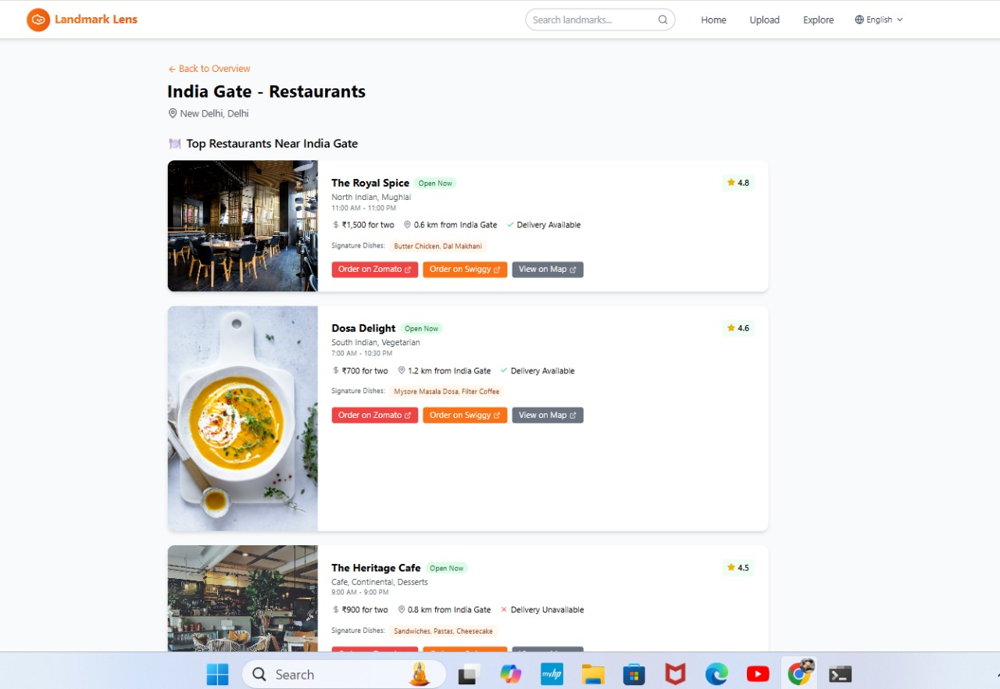 Landmark Lens
Search landmarks...
Home
Upload
Explore
English
← Back to Overview
India Gate - Restaurants
New Delhi, Delhi
Top Restaurants Near India Gate
The Royal Spice Open Now 4.8
North Indian, Mughlai
11:00 AM - 11:00 PM
$ ₹1,500 for two 0.6 km from India Gate ✓ Delivery Available
Signature Dishes: Butter Chicken, Dal Makhani
Order on Zomato Order on Swiggy View on Map
Dosa Delight Open Now 4.6
South Indian, Vegetarian
7:00 AM - 10:30 PM
$ ₹700 for two 1.2 km from India Gate ✓ Delivery Available
Signature Dishes: Mysore Masala Dosa, Filter Coffee
Order on Zomato Order on Swiggy View on Map
The Heritage Cafe Open Now 4.5
Cafe, Continental, Desserts
9:00 AM - 9:00 PM
$ ₹900 for two 0.8 km from India Gate × Delivery Unavailable
Signature Dishes: Sandwiches, Pastas, Cheesecake
Search
myhp